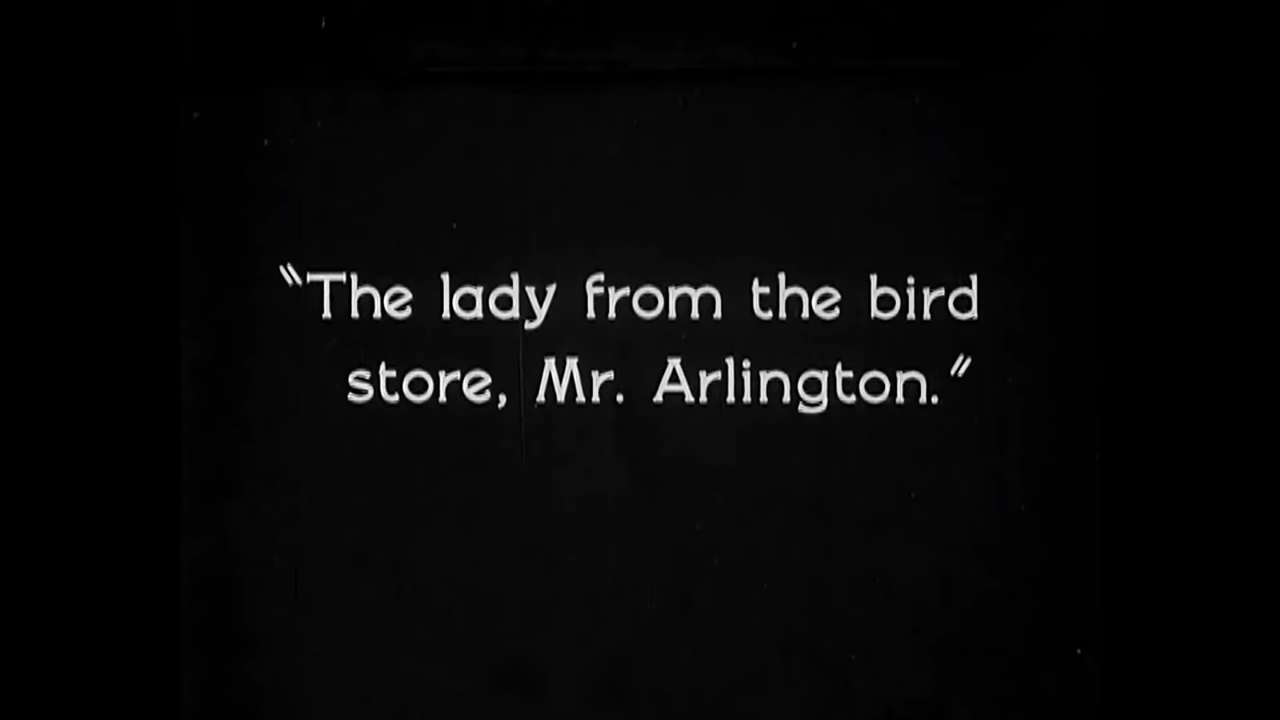 "The lady from the bird
store, Mr. Arlington."